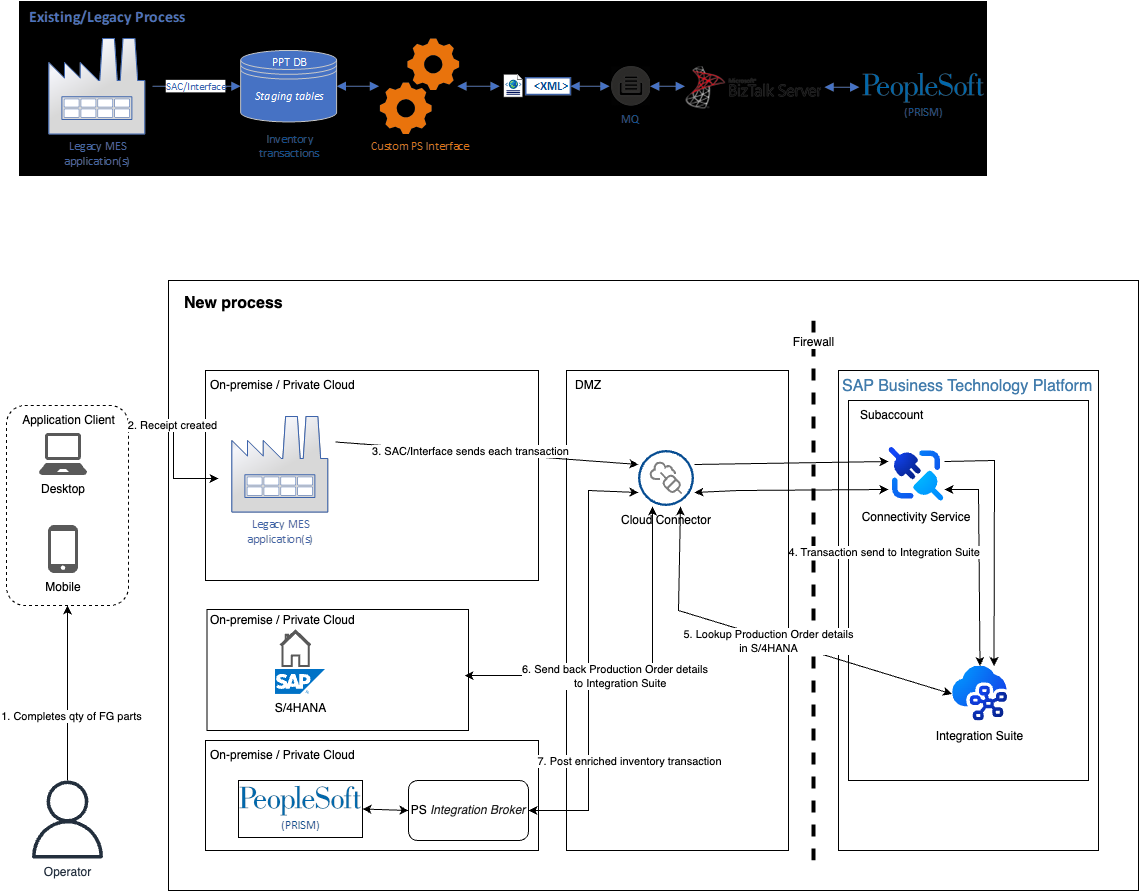 Existing/Legacy Process
SAC/Interface
PPT DB
Staging tables
<XML>
Microsoft
BizTalk Server
PeopleSoft
(PRISM)
MQ
Inventory
transactions
Custom PS Interface
Legacy MES
application(s)
New process
Firewall
On-premise / Private Cloud
DMZ
SAP Business Technology Platform
Subaccount
Application Client
2. Receipt created
3. SAC/Interface sends each transaction
Desktop
Legacy MES
application(s)
Cloud Connector
Connectivity Service
4. Transaction send to Integration Suite
Mobile
On-premise / Private Cloud
SAP
S/4HANA
5. Lookup Production Order details
in S/4HANA
6. Send back Production Order details
to Integration Suite
Integration Suite
1. Completes qty of FG parts
On-premise / Private Cloud
7. Post enriched inventory transaction
PeopleSoft
(PRISM)
PS Integration Broker
Operator